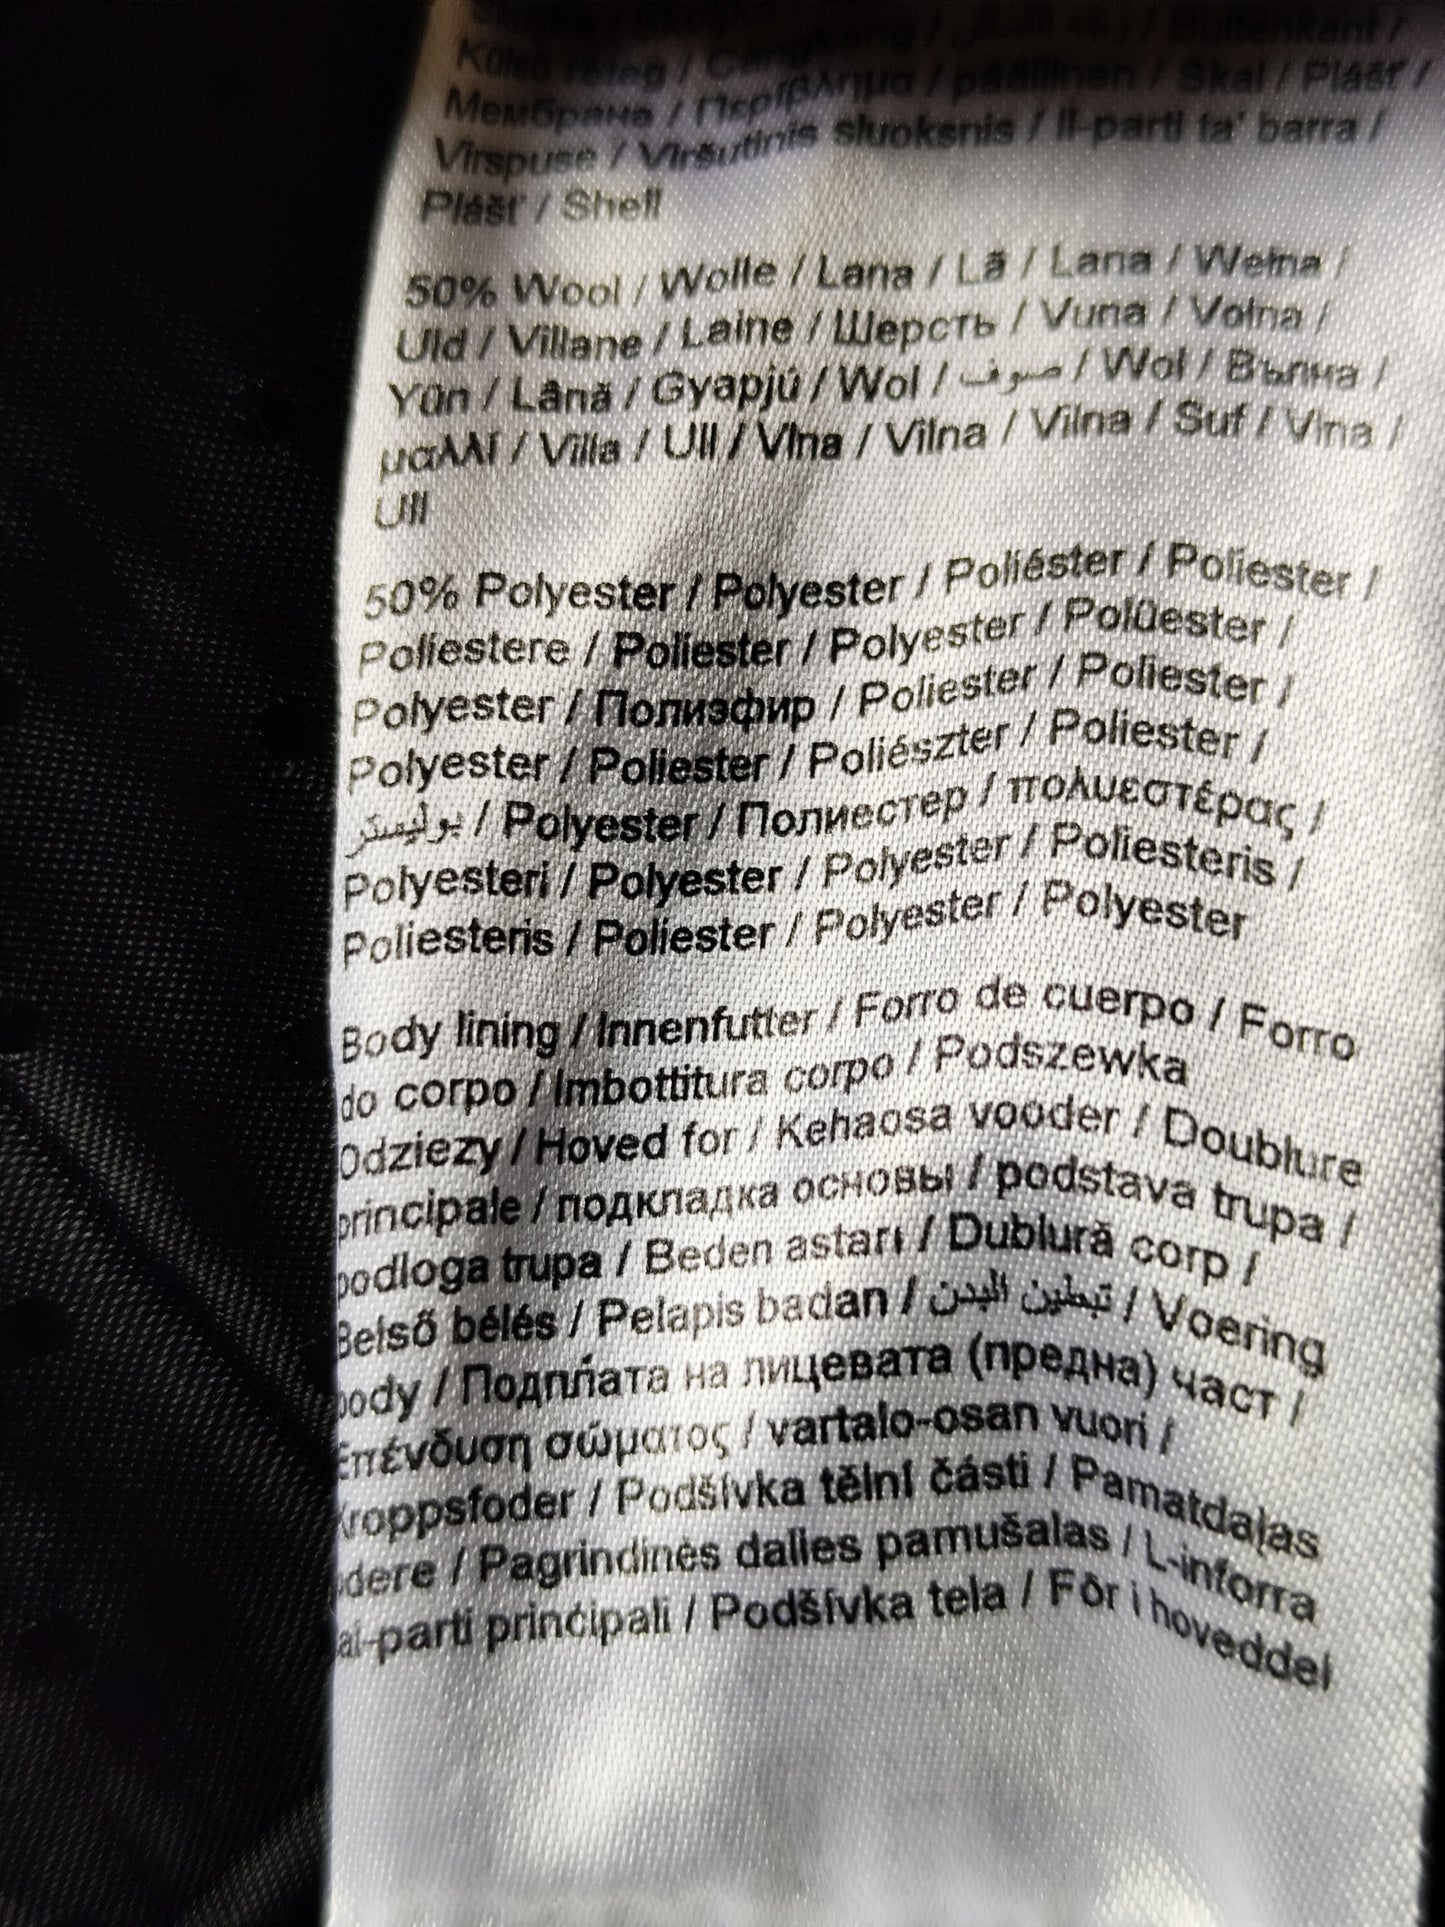 Külső réteg / Cangkang / / Buitenkant /
Мембрана / Περίβλημα / päällinen / Skal / Plášť /
Virspuse / Viršutinis sluoksnis / Il-parti ta' barra /
Plášť / Shell
50% Wool / Wolle / Lana / Lã / Lana / Wełna /
Uld / Villane / Laine / Шерсть / Vuna / Volna /
Yün / Lână / Gyapjú / Wol / صوف / Wol / Вълна /
μαλλί / Villa / Ull / Vlna / Vilna / Vilna / Suf / Vlna /
Ull
50% Polyester / Polyester / Poliéster / Poliester /
Poliestere / Poliester / Polyester / Polüester /
Polyester / Полиэфир / Poliester / Poliester /
Polyester / Poliester / Poliészter / Poliester /
بوليستر / Polyester / Полиестер / πολυεστέρας /
Polyesteri / Polyester / Polyester / Poliesteris /
Poliesteris / Poliester / Polyester / Polyester
Body lining / Innenfutter / Forro de cuerpo / Forro
do corpo / Imbottitura corpo / Podszewka
Odziezy / Hoved for / Kehaosa vooder / Doublure
principale / подкладка основы / podstava trupa /
podloga trupa / Beden astarı / Dublură corp /
Belső bélés / Pelapis badan / تبطين البدن / Voering
body / Подплата на лицевата (предна) част /
Επένδυση σώματος / vartalo-osan vuori /
Kroppsfoder / Podšívka tělní části / Pamatdaļas
odere / Pagrindinės dalies pamušalas / L-inforra
tal-parti prinċipali / Podšívka tela / Fôr i hoveddel